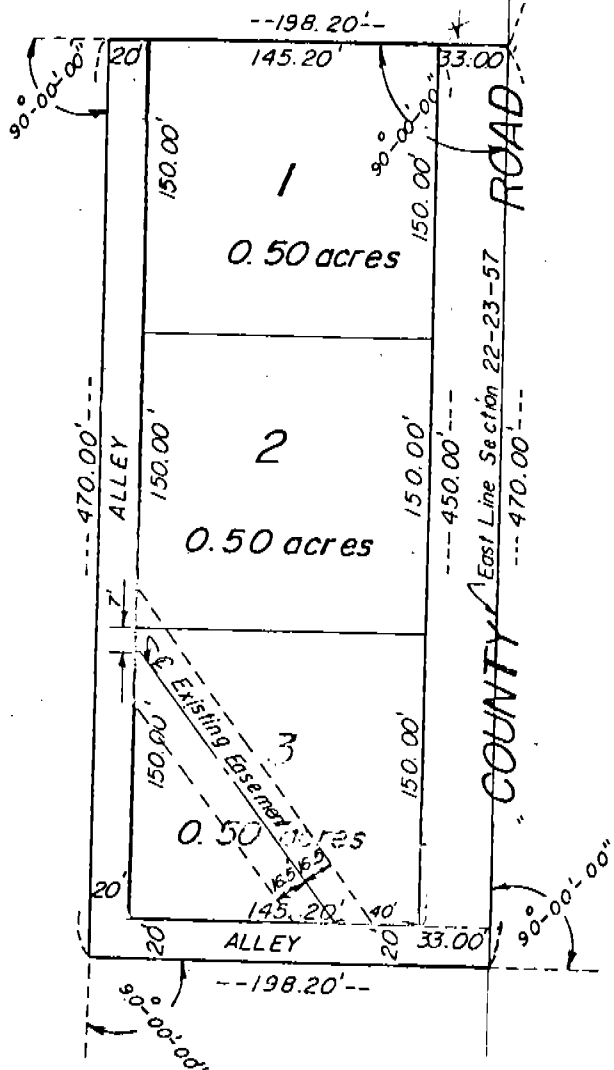 --198.20'--
20' 145.20' 33.00'
90°-00'-00"
90°-00'-00"
150.00'
1
150.00'
ROAD
0.50 acres
East Line Section 22-23-57
---470.00'---
ALLEY
150.00'
2
150.00'
---450.00'---
---470.00'---
0.50 acres
7'
℄ Existing Easement
3
150.00'
150.00'
COUNTY
0.50 acres
16.5' 16.5'
20'
145.20' 40'
20' ALLEY 20' 33.00'
90°-00'-00"
--198.20'--
90°-00'-00"